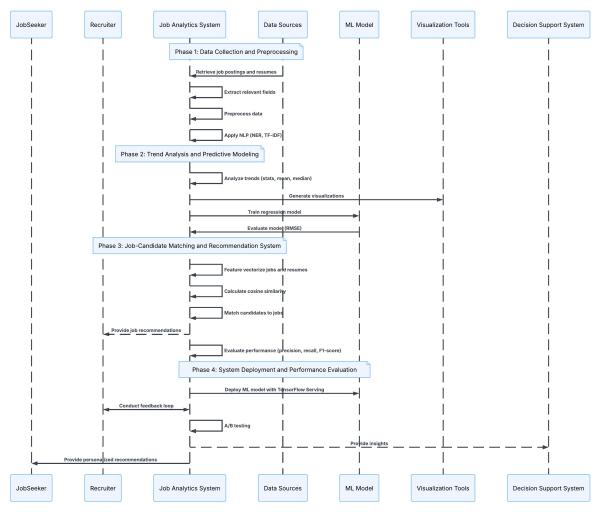 JobSeeker Recruiter Job Analytics System Data Sources ML Model Visualization Tools Decision Support System
Phase 1: Data Collection and Preprocessing
Retrieve job postings and resumes
Extract relevant fields
Preprocess data
Apply NLP (NER, TF-IDF)
Phase 2: Trend Analysis and Predictive Modeling
Analyze trends (stats, mean, median)
Generate visualizations
Train regression model
Evaluate model (RMSE)
Phase 3: Job-Candidate Matching and Recommendation System
Feature vectorize jobs and resumes
Calculate cosine similarity
Match candidates to jobs
Provide job recommendations
Evaluate performance (precision, recall, F1-score)
Phase 4: System Deployment and Performance Evaluation
Deploy ML model with TensorFlow Serving
Conduct feedback loop
A/B testing
Provide insights
Provide personalized recommendations
JobSeeker Recruiter Job Analytics System Data Sources ML Model Visualization Tools Decision Support System